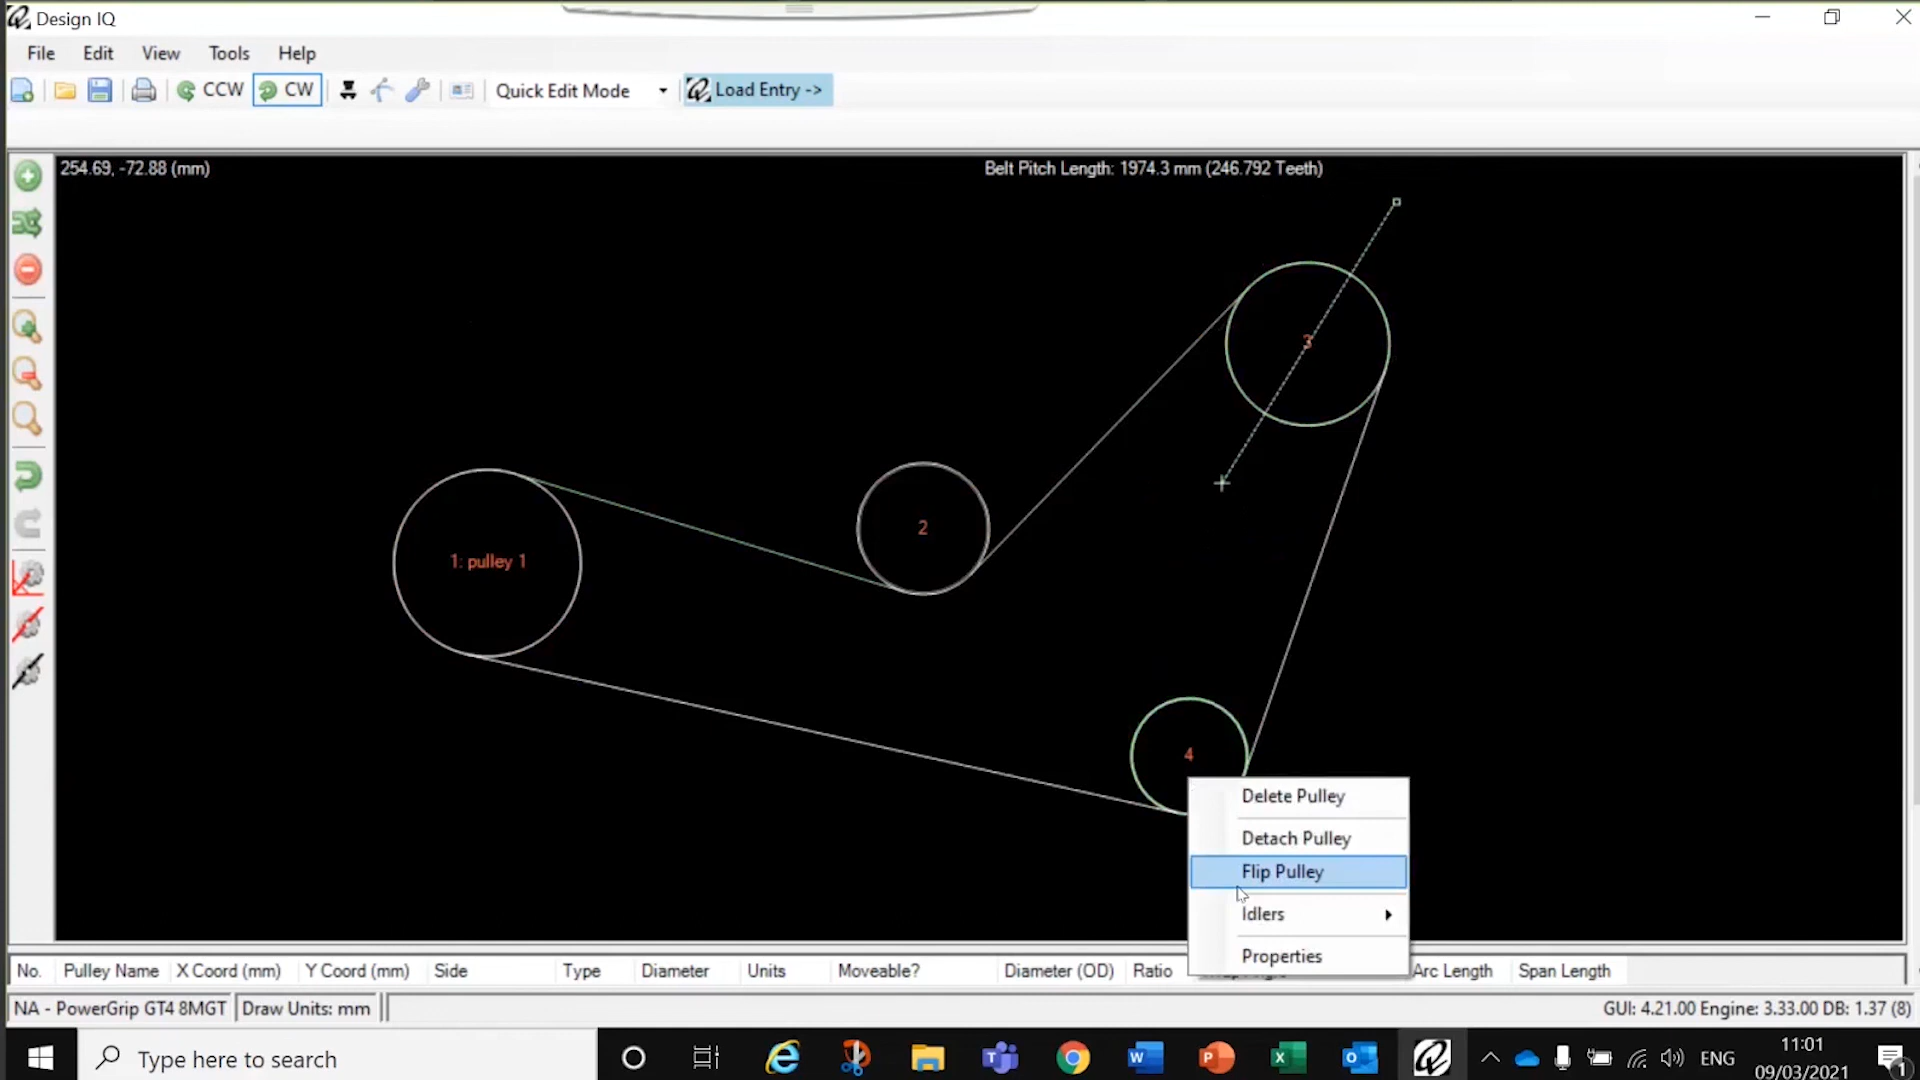 Design IQ
File Edit View Tools Help
CCW CW Quick Edit Mode Load Entry ->
254.69, -72.88 (mm) Belt Pitch Length: 1974.3 mm (246.792 Teeth)
3
2
1: pulley 1
4
Delete Pulley
Detach Pulley
Flip Pulley
Idlers
Properties
No. Pulley Name X Coord (mm) Y Coord (mm) Side Type Diameter Units Moveable? Diameter (OD) Ratio Arc Length Span Length
NA - PowerGrip GT4 8MGT Draw Units: mm GUI: 4.21.00 Engine: 3.33.00 DB: 1.37 (8)
Type here to search ENG 11:01
09/03/2021 1